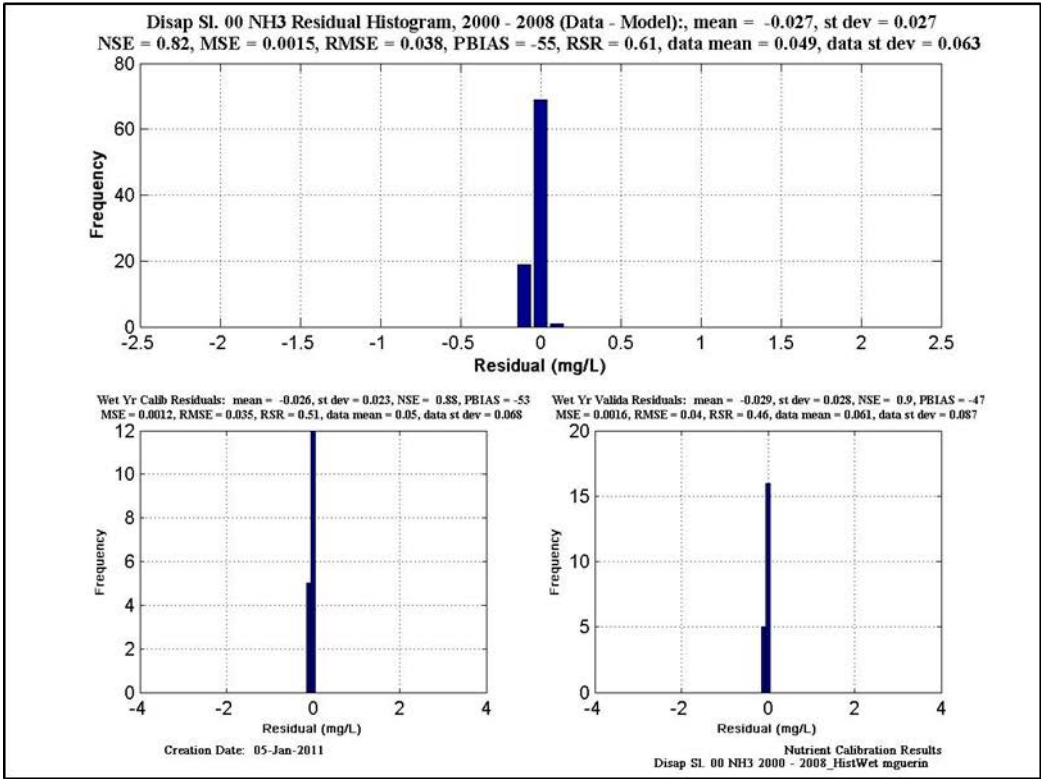 Disap Sl. 00 NH3 Residual Histogram, 2000 - 2008 (Data - Model):, mean = -0.027, st dev = 0.027
NSE = 0.82, MSE = 0.0015, RMSE = 0.038, PBIAS = -55, RSR = 0.61, data mean = 0.049, data st dev = 0.063
80
60
40
20
0
Frequency
-2.5 -2 -1.5 -1 -0.5 0 0.5 1 1.5 2 2.5
Residual (mg/L)
Wet Yr Calib Residuals: mean = -0.026, st dev = 0.023, NSE = 0.88, PBIAS = -53
MSE = 0.0012, RMSE = 0.035, RSR = 0.51, data mean = 0.05, data st dev = 0.068
12
10
8
6
4
2
0
Frequency
-4 -2 0 2 4
Residual (mg/L)
Wet Yr Valida Residuals: mean = -0.029, st dev = 0.028, NSE = 0.9, PBIAS = -47
MSE = 0.0016, RMSE = 0.04, RSR = 0.46, data mean = 0.061, data st dev = 0.087
20
15
10
5
0
Frequency
-4 -2 0 2 4
Residual (mg/L)
Creation Date: 05-Jan-2011
Nutrient Calibration Results
Disap Sl. 00 NH3 2000 - 2008_HistWet mguerin